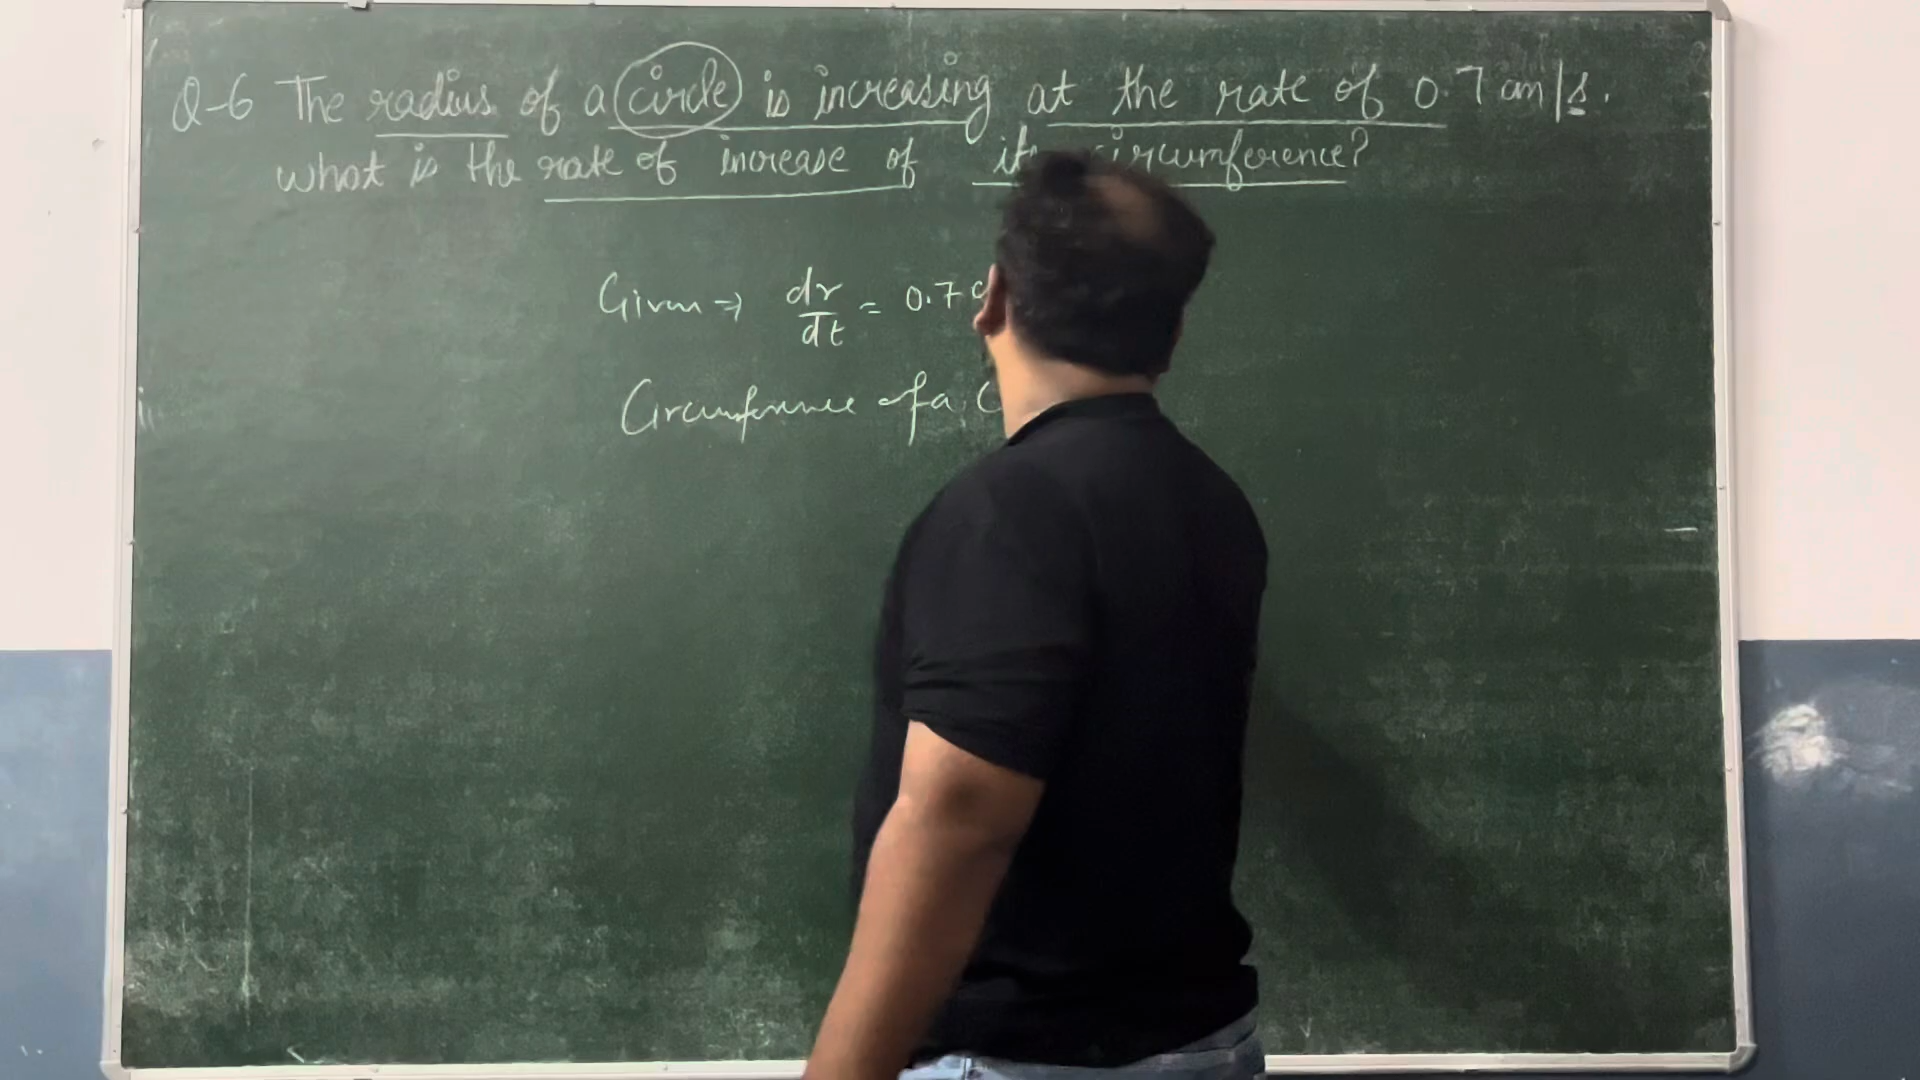 Q-6 The radius of a circle is increasing at the rate of 0.7 cm/s.
what is the rate of increase of its circumference?
Given ⇒ dr/dt = 0.7 c
Circumference of a C